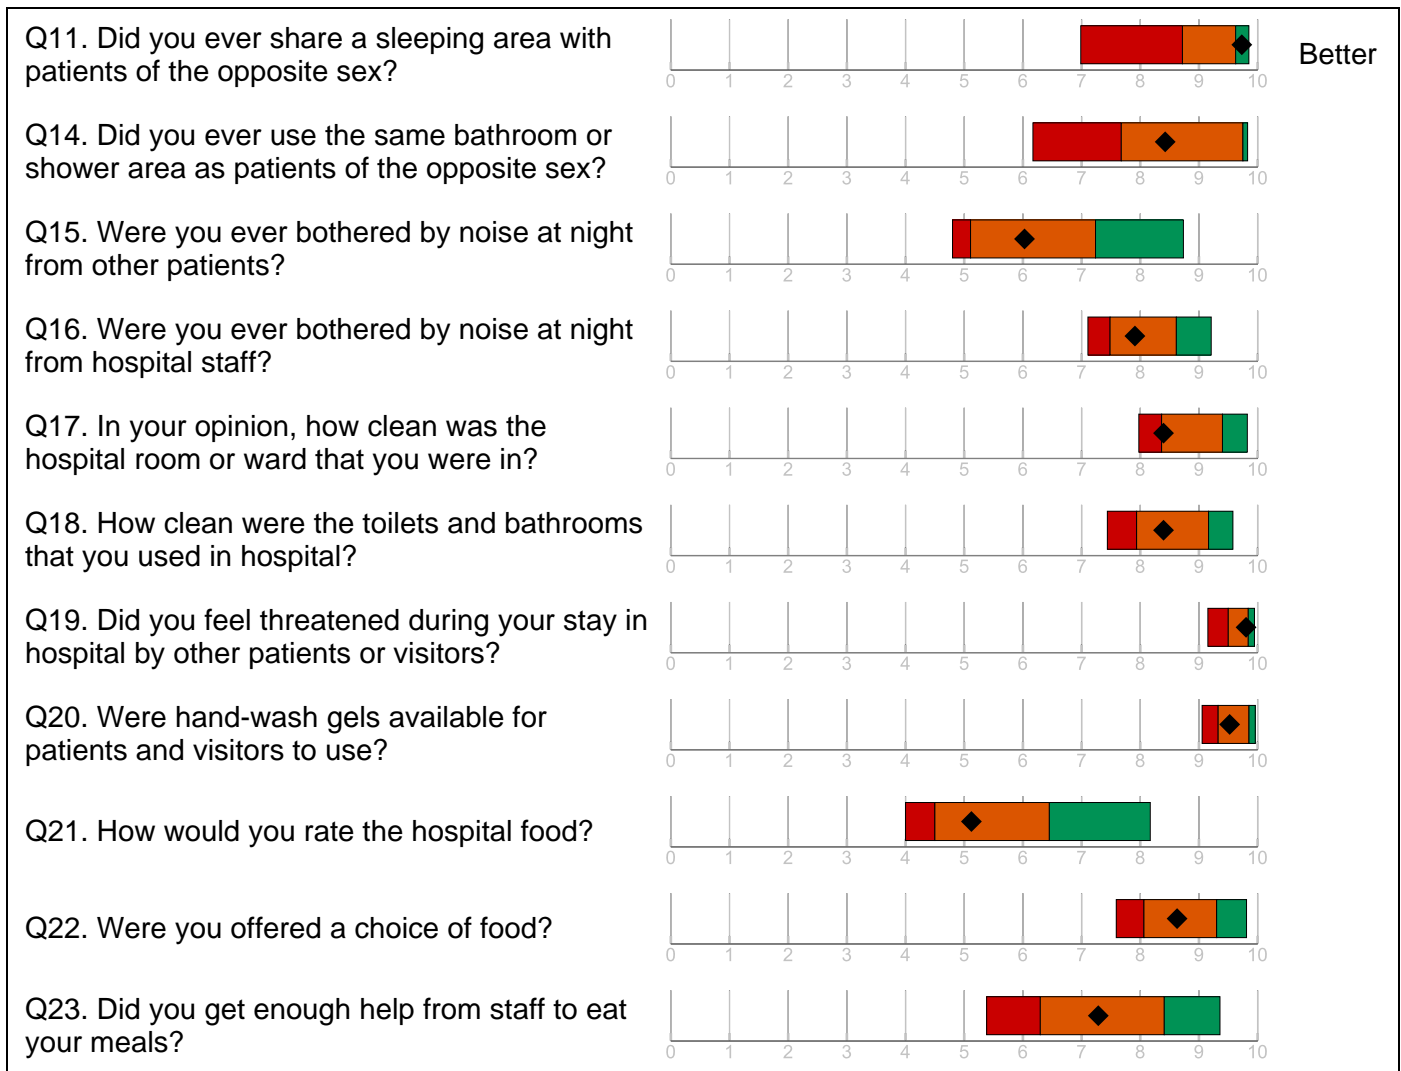 Q11. Did you ever share a sleeping area with
patients of the opposite sex?
0 1 2 3 4 5 6 7 8 9 10
Better
Q14. Did you ever use the same bathroom or
shower area as patients of the opposite sex?
0 1 2 3 4 5 6 7 8 9 10
Q15. Were you ever bothered by noise at night
from other patients?
0 1 2 3 4 5 6 7 8 9 10
Q16. Were you ever bothered by noise at night
from hospital staff?
0 1 2 3 4 5 6 7 8 9 10
Q17. In your opinion, how clean was the
hospital room or ward that you were in?
0 1 2 3 4 5 6 7 8 9 10
Q18. How clean were the toilets and bathrooms
that you used in hospital?
0 1 2 3 4 5 6 7 8 9 10
Q19. Did you feel threatened during your stay in
hospital by other patients or visitors?
0 1 2 3 4 5 6 7 8 9 10
Q20. Were hand-wash gels available for
patients and visitors to use?
0 1 2 3 4 5 6 7 8 9 10
Q21. How would you rate the hospital food?
0 1 2 3 4 5 6 7 8 9 10
Q22. Were you offered a choice of food?
0 1 2 3 4 5 6 7 8 9 10
Q23. Did you get enough help from staff to eat
your meals?
0 1 2 3 4 5 6 7 8 9 10